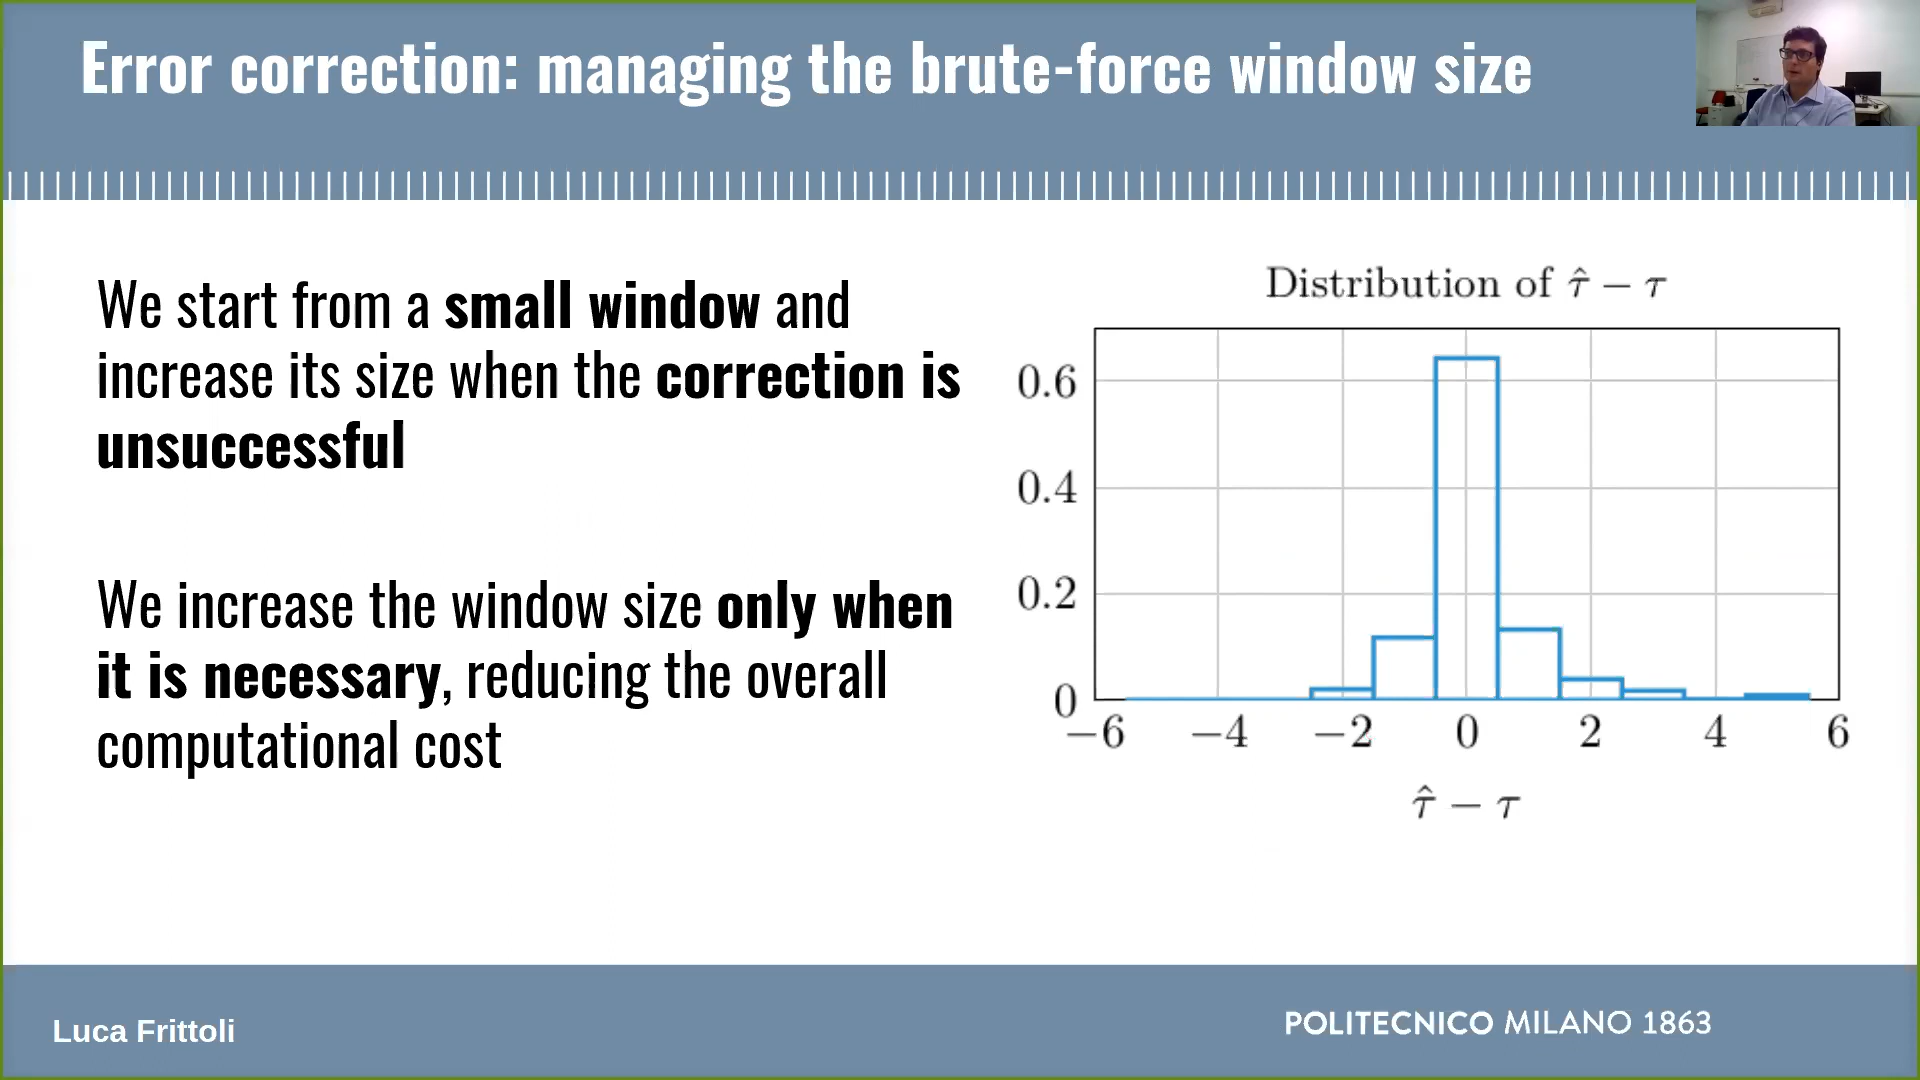 Error correction: managing the brute-force window size
We start from a small window and
increase its size when the correction is
unsuccessful
We increase the window size only when
it is necessary, reducing the overall
computational cost
Distribution of τ̂ − τ
0.6
0.4
0.2
0
−6 −4 −2 0 2 4 6
τ̂ − τ
Luca Frittoli
POLITECNICO MILANO 1863